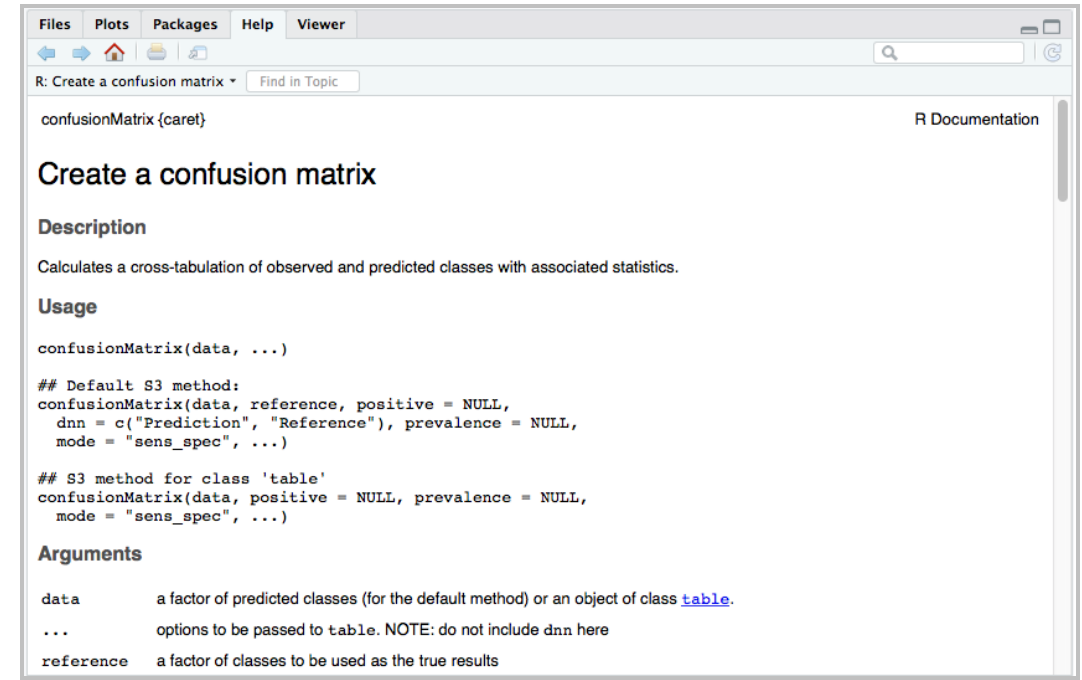 Files Plots Packages Help Viewer
R: Create a confusion matrix Find in Topic
confusionMatrix {caret} R Documentation
Create a confusion matrix
Description
Calculates a cross-tabulation of observed and predicted classes with associated statistics.
Usage
confusionMatrix(data, ...)
## Default S3 method:
confusionMatrix(data, reference, positive = NULL,
  dnn = c("Prediction", "Reference"), prevalence = NULL,
  mode = "sens_spec", ...)
## S3 method for class 'table'
confusionMatrix(data, positive = NULL, prevalence = NULL,
  mode = "sens_spec", ...)
Arguments
data a factor of predicted classes (for the default method) or an object of class table.
... options to be passed to table. NOTE: do not include dnn here
reference a factor of classes to be used as the true results